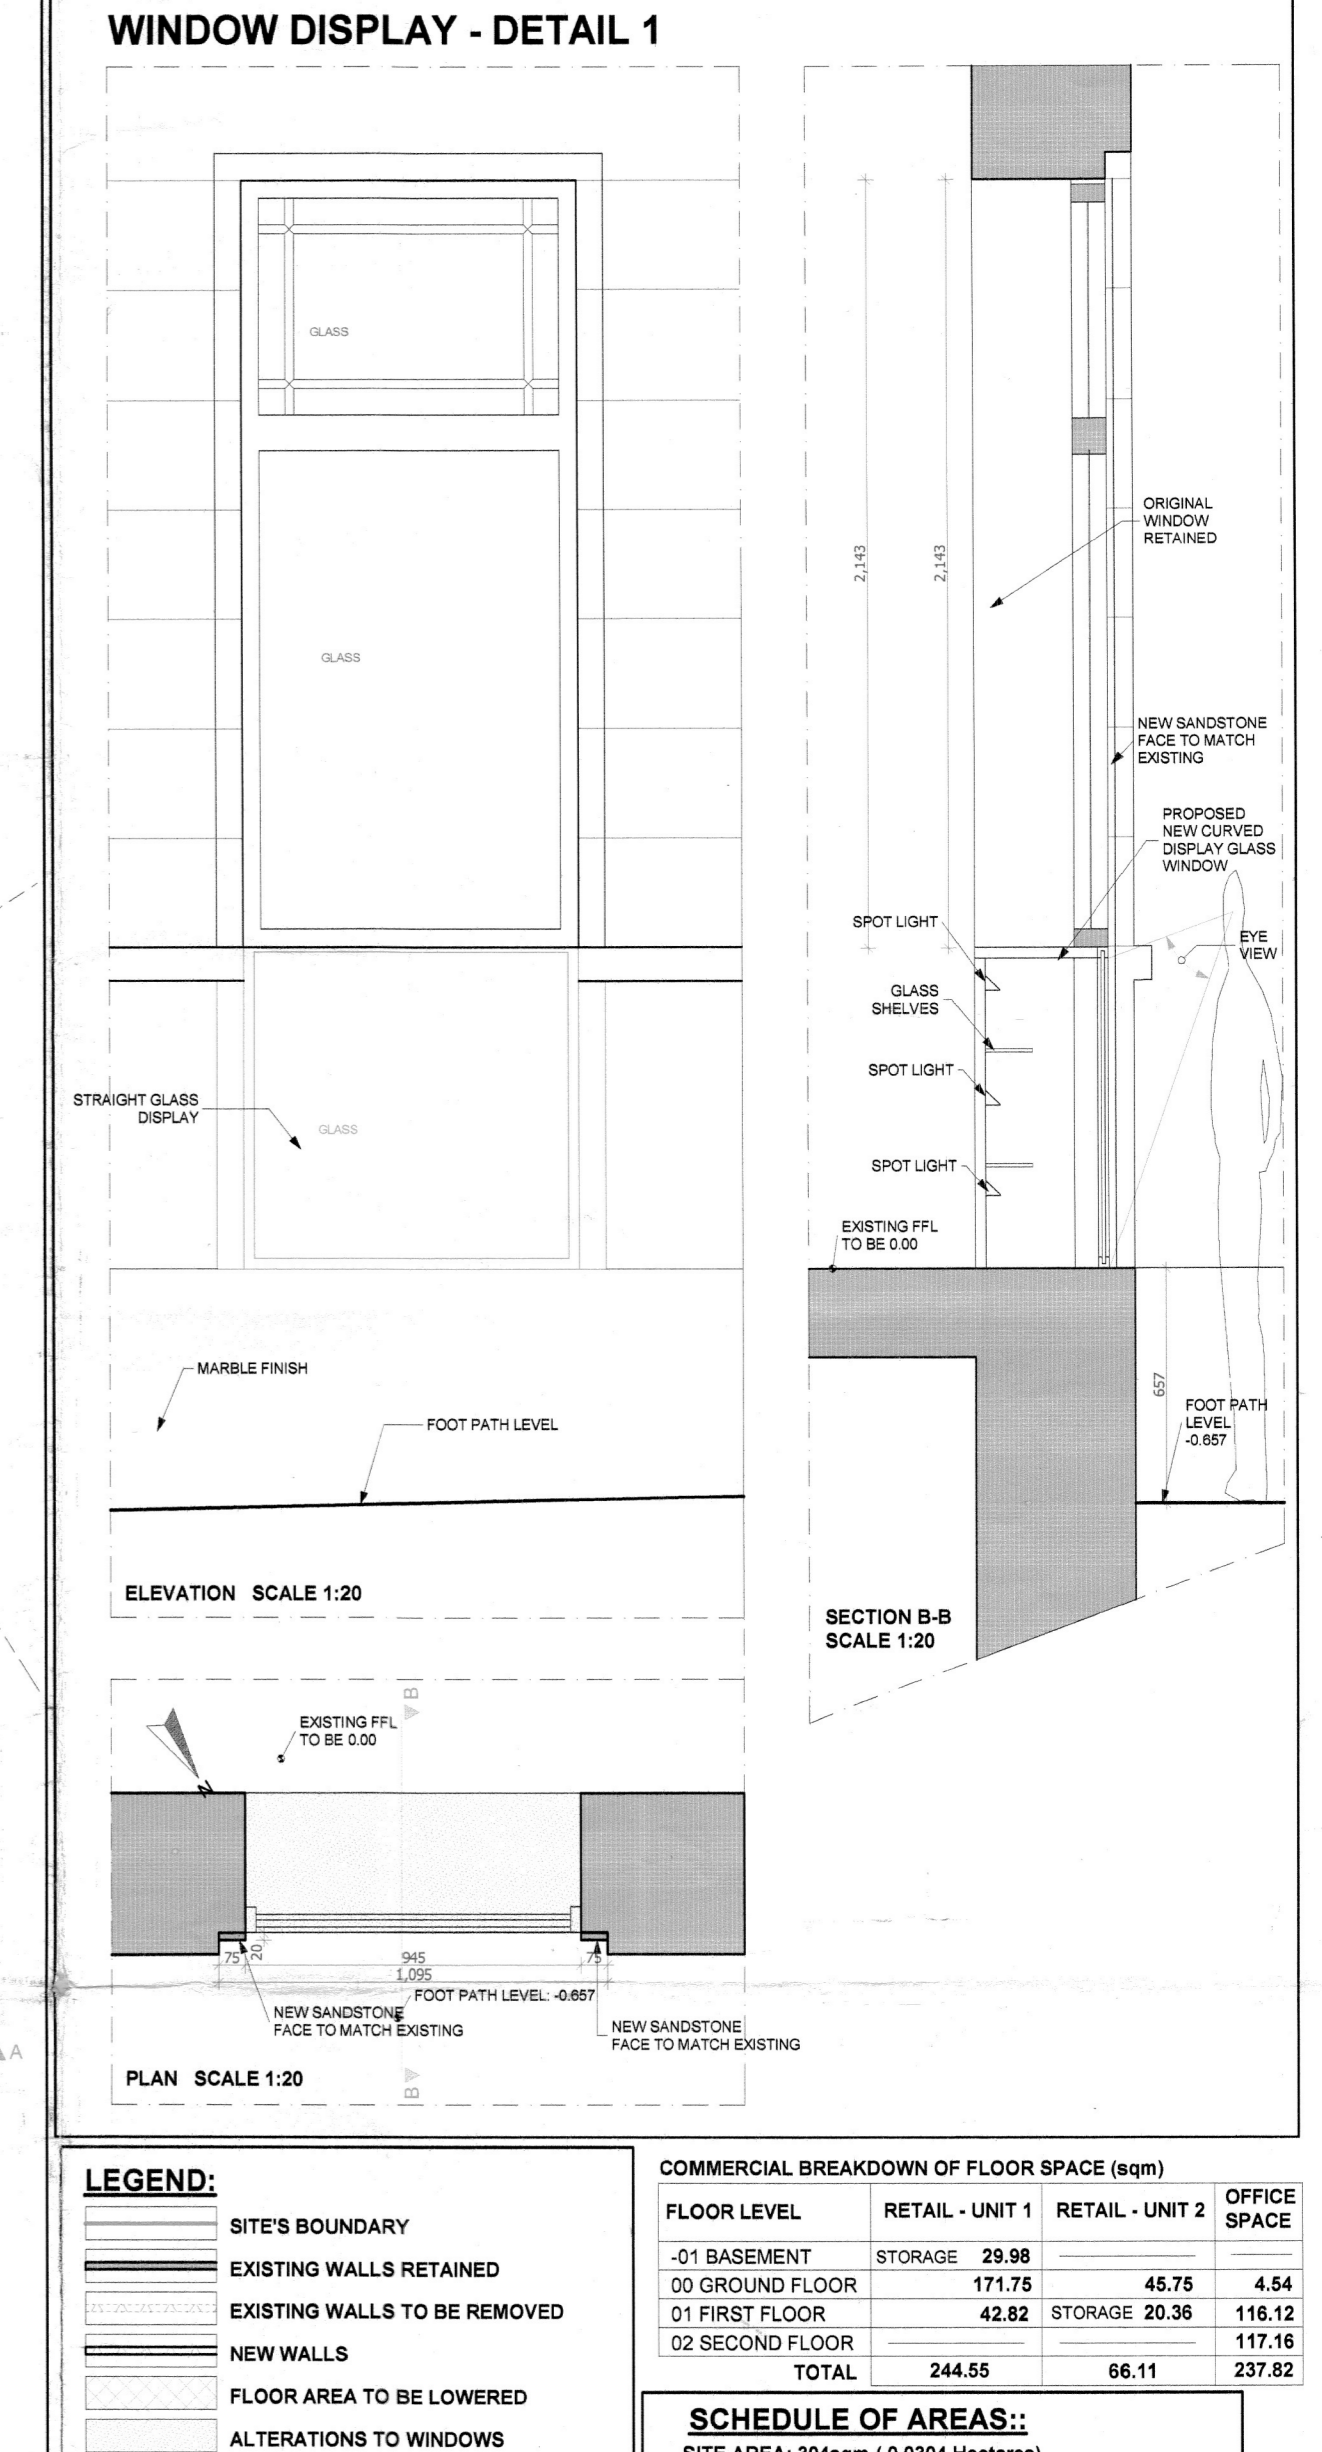 WINDOW DISPLAY - DETAIL 1
GLASS
GLASS
STRAIGHT GLASS
DISPLAY
GLASS
MARBLE FINISH
FOOT PATH LEVEL
ELEVATION SCALE 1:20
2,143
2,143
ORIGINAL
WINDOW
RETAINED
NEW SANDSTONE
FACE TO MATCH
EXISTING
PROPOSED
NEW CURVED
DISPLAY GLASS
WINDOW
SPOT LIGHT
EYE
VIEW
GLASS
SHELVES
SPOT LIGHT
SPOT LIGHT
EXISTING FFL
TO BE 0.00
657
FOOT PATH
LEVEL
-0.657
SECTION B-B
SCALE 1:20
B
EXISTING FFL
TO BE 0.00
N
75
20
945
75
1,095
FOOT PATH LEVEL: -0.657
NEW SANDSTONE
FACE TO MATCH EXISTING
NEW SANDSTONE
FACE TO MATCH EXISTING
A
PLAN SCALE 1:20
B
LEGEND:
SITE'S BOUNDARY
EXISTING WALLS RETAINED
EXISTING WALLS TO BE REMOVED
NEW WALLS
FLOOR AREA TO BE LOWERED
ALTERATIONS TO WINDOWS
COMMERCIAL BREAKDOWN OF FLOOR SPACE (sqm)
FLOOR LEVEL RETAIL - UNIT 1 RETAIL - UNIT 2 OFFICE SPACE
-01 BASEMENT STORAGE 29.98
00 GROUND FLOOR 171.75 45.75 4.54
01 FIRST FLOOR 42.82 STORAGE 20.36 116.12
02 SECOND FLOOR 117.16
TOTAL 244.55 66.11 237.82
SCHEDULE OF AREAS::
SITE AREA: 304sqm ( 0.0304 Hectares)